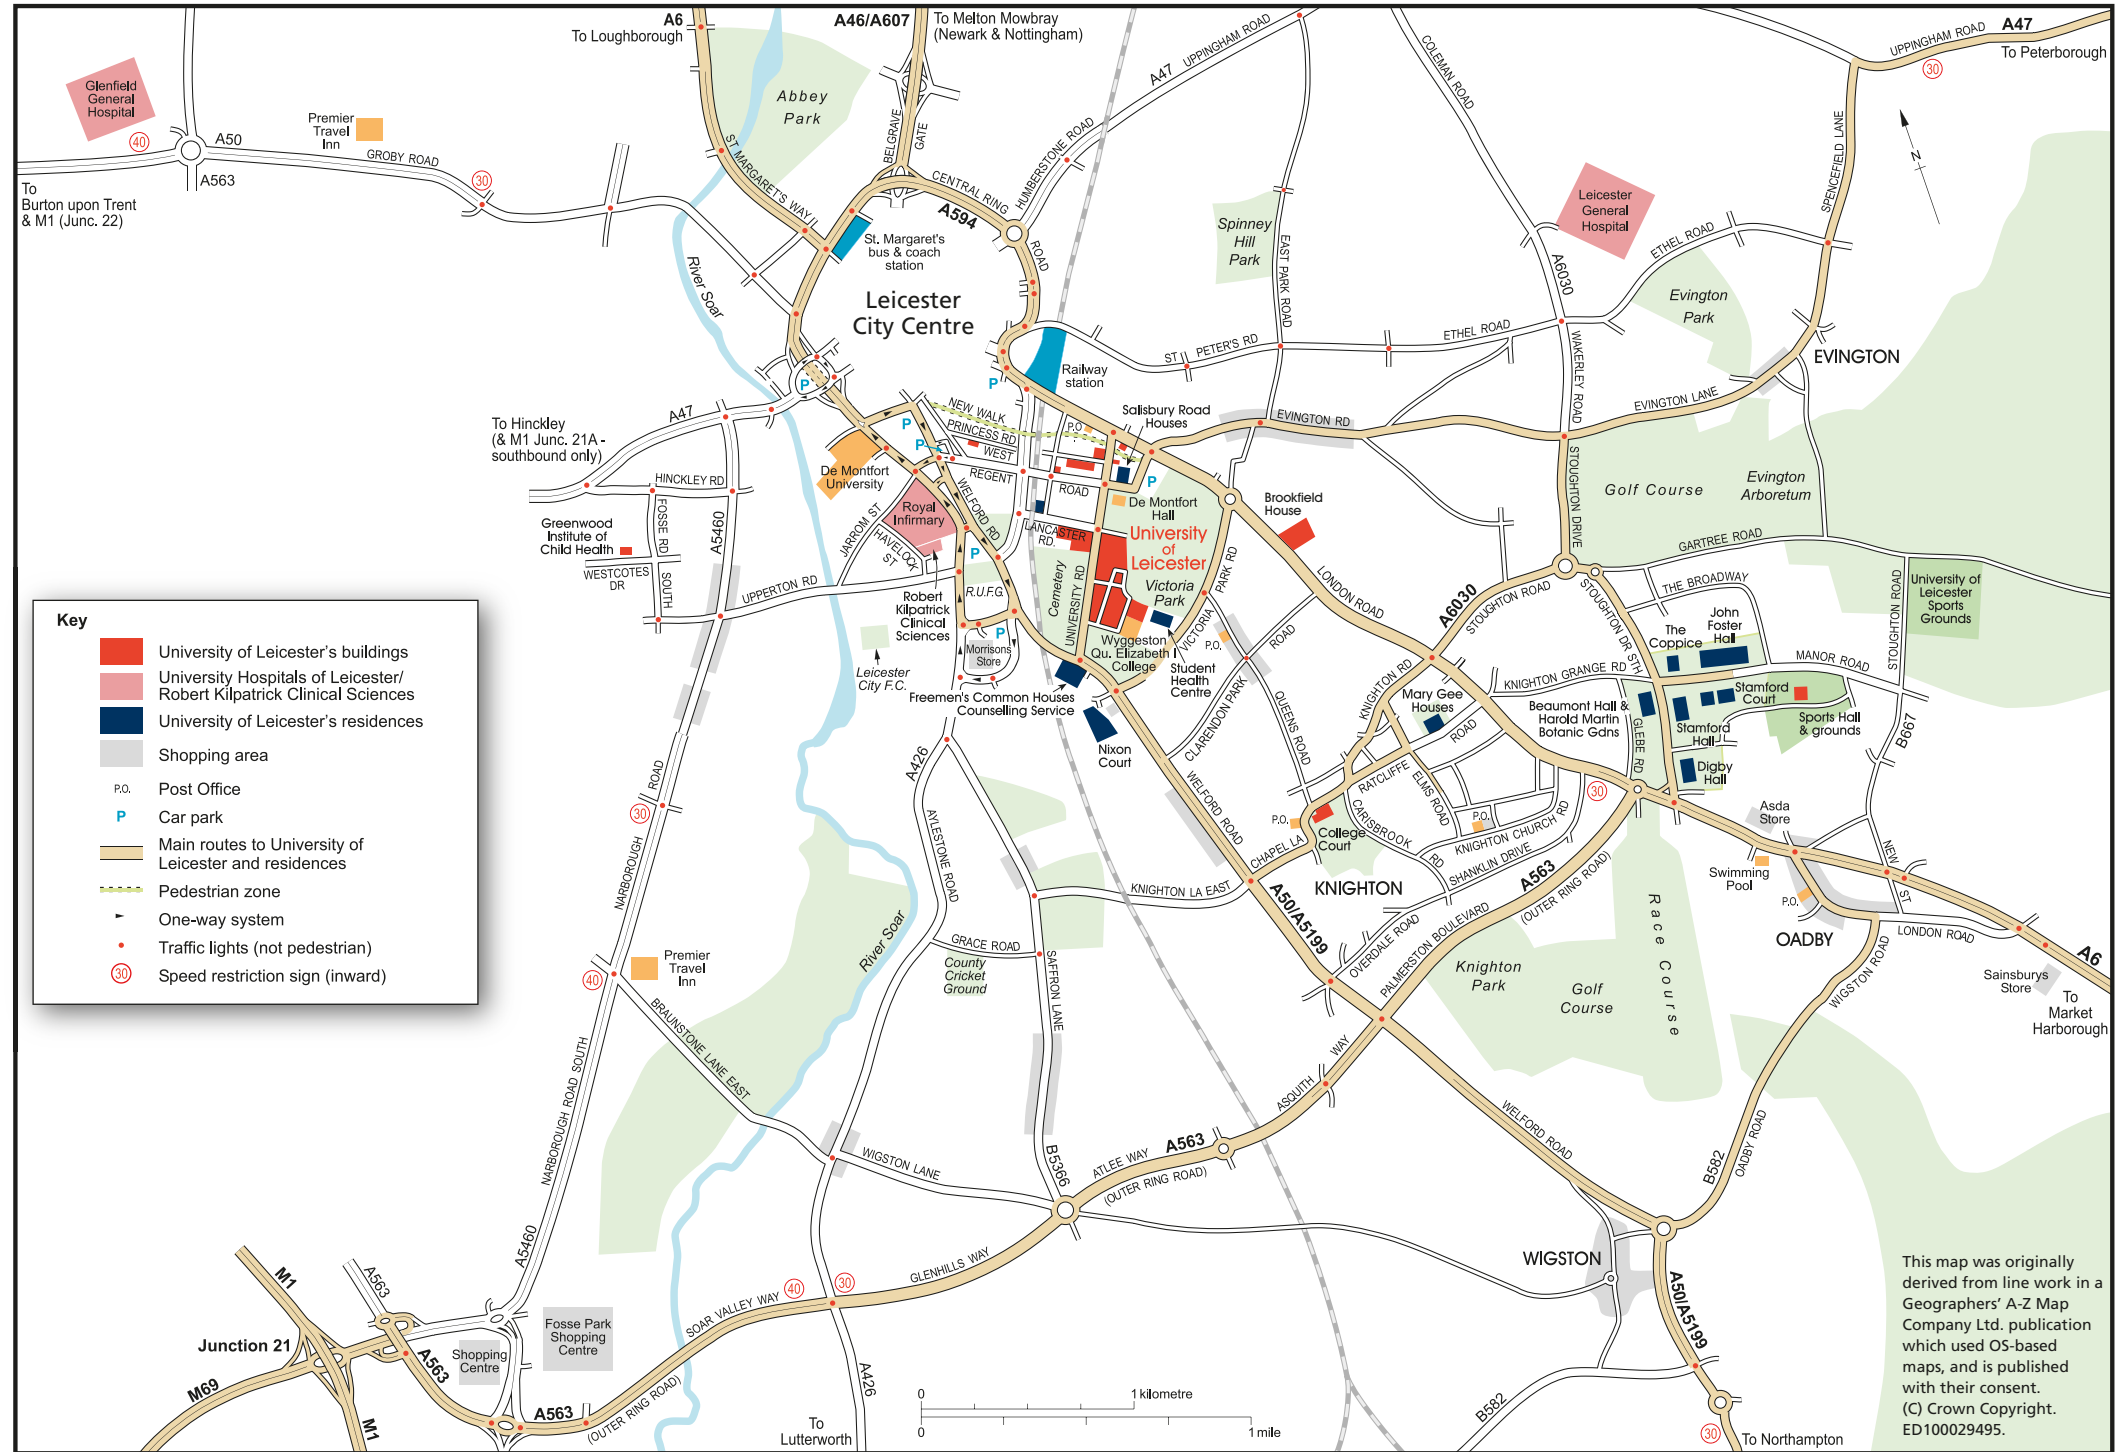 A6
To Loughborough
A46/A607
To Melton Mowbray
(Newark & Nottingham)
A47
UPPINGHAM ROAD
COLEMAN ROAD
UPPINGHAM ROAD
A47
To Peterborough
30
Glenfield
General
Hospital
40
A50
A563
Premier
Travel
Inn
GROBY ROAD
30
To
Burton upon Trent
& M1 (Junc. 22)
Abbey
Park
ST MARGARET'S WAY
BELGRAVE
GATE
CENTRAL RING
ROAD
A594
HUMBERSTONE ROAD
St. Margaret's
bus & coach
station
River Soar
Leicester
City Centre
Spinney
Hill
Park
EAST PARK ROAD
Leicester
General
Hospital
A6030
ETHEL ROAD
SPENCEFIELD LANE
N
Evington
Park
ETHEL ROAD
ST
PETER'S RD
WAKERLEY ROAD
EVINGTON
EVINGTON LANE
EVINGTON RD
Railway
station
P
P
To Hinckley
(& M1 Junc. 21A -
southbound only)
A47
NEW WALK
PRINCESS RD
WEST
REGENT
ROAD
P.O.
Salisbury Road
Houses
P
P
P
De Montfort
University
HINCKLEY RD
FOSSE RD
SOUTH
A5460
Greenwood
Institute of
Child Health
WESTCOTES
DR
UPPERTON RD
JARROM ST
HAVELOCK
ST
Royal
Infirmary
WELFORD RD
P
Robert
Kilpatrick
Clinical
Sciences
R.U.F.G.
P
Morrisons
Store
Leicester
City F.C.
LANCASTER
RD.
Cemetery
UNIVERSITY RD
De Montfort
Hall
University
of
Leicester
Victoria
Park
VICTORIA
PARK RD
Wyggeston
Qu. Elizabeth
College
Student
Health
Centre
P.O.
Freemen's Common Houses
Counselling Service
Nixon
Court
Brookfield
House
LONDON ROAD
CLARENDON PARK
ROAD
QUEENS ROAD
STOUGHTON DRIVE
Golf Course
Evington
Arboretum
GARTREE ROAD
A6030
STOUGHTON ROAD
STOUGHTON DR STH
THE BROADWAY
John
Foster
Hall
The
Coppice
University of
Leicester
Sports
Grounds
STOUGHTON ROAD
MANOR ROAD
KNIGHTON GRANGE RD
KNIGHTON RD
Mary Gee
Houses
Beaumont Hall &
Harold Martin
Botanic Gdns
Stamford
Court
Sports Hall
& grounds
Stamford
Hall
Digby
Hall
GLEBE RD
B667
RATCLIFFE
ROAD
ELMS ROAD
CARISBROOK
RD
P.O.
P.O.
College
Court
CHAPEL LA
KNIGHTON CHURCH RD
SHANKLIN DRIVE
30
KNIGHTON
KNIGHTON LA EAST
WELFORD ROAD
A50/A5199
OVERDALE ROAD
PALMERSTON BOULEVARD
A563
(OUTER RING ROAD)
Asda
Store
Swimming
Pool
P.O.
OADBY
NEW
ST
LONDON ROAD
A6
Sainsburys
Store
To
Market
Harborough
WIGSTON ROAD
Race Course
Knighton
Park
Golf
Course
Key
University of Leicester's buildings
University Hospitals of Leicester/
Robert Kilpatrick Clinical Sciences
University of Leicester's residences
Shopping area
P.O.
Post Office
P
Car park
Main routes to University of
Leicester and residences
Pedestrian zone
One-way system
Traffic lights (not pedestrian)
30
Speed restriction sign (inward)
NARBOROUGH
ROAD
30
40
Premier
Travel
Inn
BRAUNSTONE LANE EAST
NARBOROUGH ROAD SOUTH
A5460
A426
AYLESTONE ROAD
River Soar
GRACE ROAD
County
Cricket
Ground
SAFFRON LANE
B5366
WIGSTON LANE
ATLEE WAY
A563
(OUTER RING ROAD)
ASQUITH
WAY
WELFORD ROAD
B582
OADBY ROAD
WIGSTON
A50/A5199
M1
A563
Junction 21
M69
M1
A563
Shopping
Centre
Fosse Park
Shopping
Centre
A563
(OUTER RING ROAD)
SOAR VALLEY WAY
40
30
GLENHILLS WAY
A426
To
Lutterworth
0
1 kilometre
0
1 mile
B582
30
To Northampton
This map was originally
derived from line work in a
Geographers' A-Z Map
Company Ltd. publication
which used OS-based
maps, and is published
with their consent.
(C) Crown Copyright.
ED100029495.